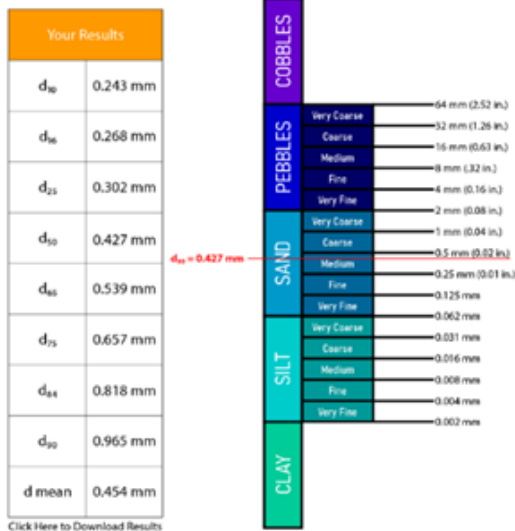 Your Results
d₁₀ 0.243 mm
d₁₆ 0.268 mm
d₂₅ 0.302 mm
d₅₀ 0.427 mm
d₆₅ 0.539 mm
d₇₅ 0.657 mm
d₈₄ 0.818 mm
d₉₀ 0.965 mm
d mean 0.454 mm
Click Here to Download Results
d₅₀ = 0.427 mm
COBBLES
PEBBLES
SAND
SILT
CLAY
Very Coarse
Coarse
Medium
Fine
Very Fine
Very Coarse
Coarse
Medium
Fine
Very Fine
Very Coarse
Coarse
Medium
Fine
Very Fine
64 mm (2.52 in.)
32 mm (1.26 in.)
16 mm (0.63 in.)
8 mm (.32 in.)
4 mm (0.16 in.)
2 mm (0.08 in.)
1 mm (0.04 in.)
0.5 mm (0.02 in.)
0.25 mm (0.01 in.)
0.125 mm
0.062 mm
0.031 mm
0.016 mm
0.008 mm
0.004 mm
0.002 mm